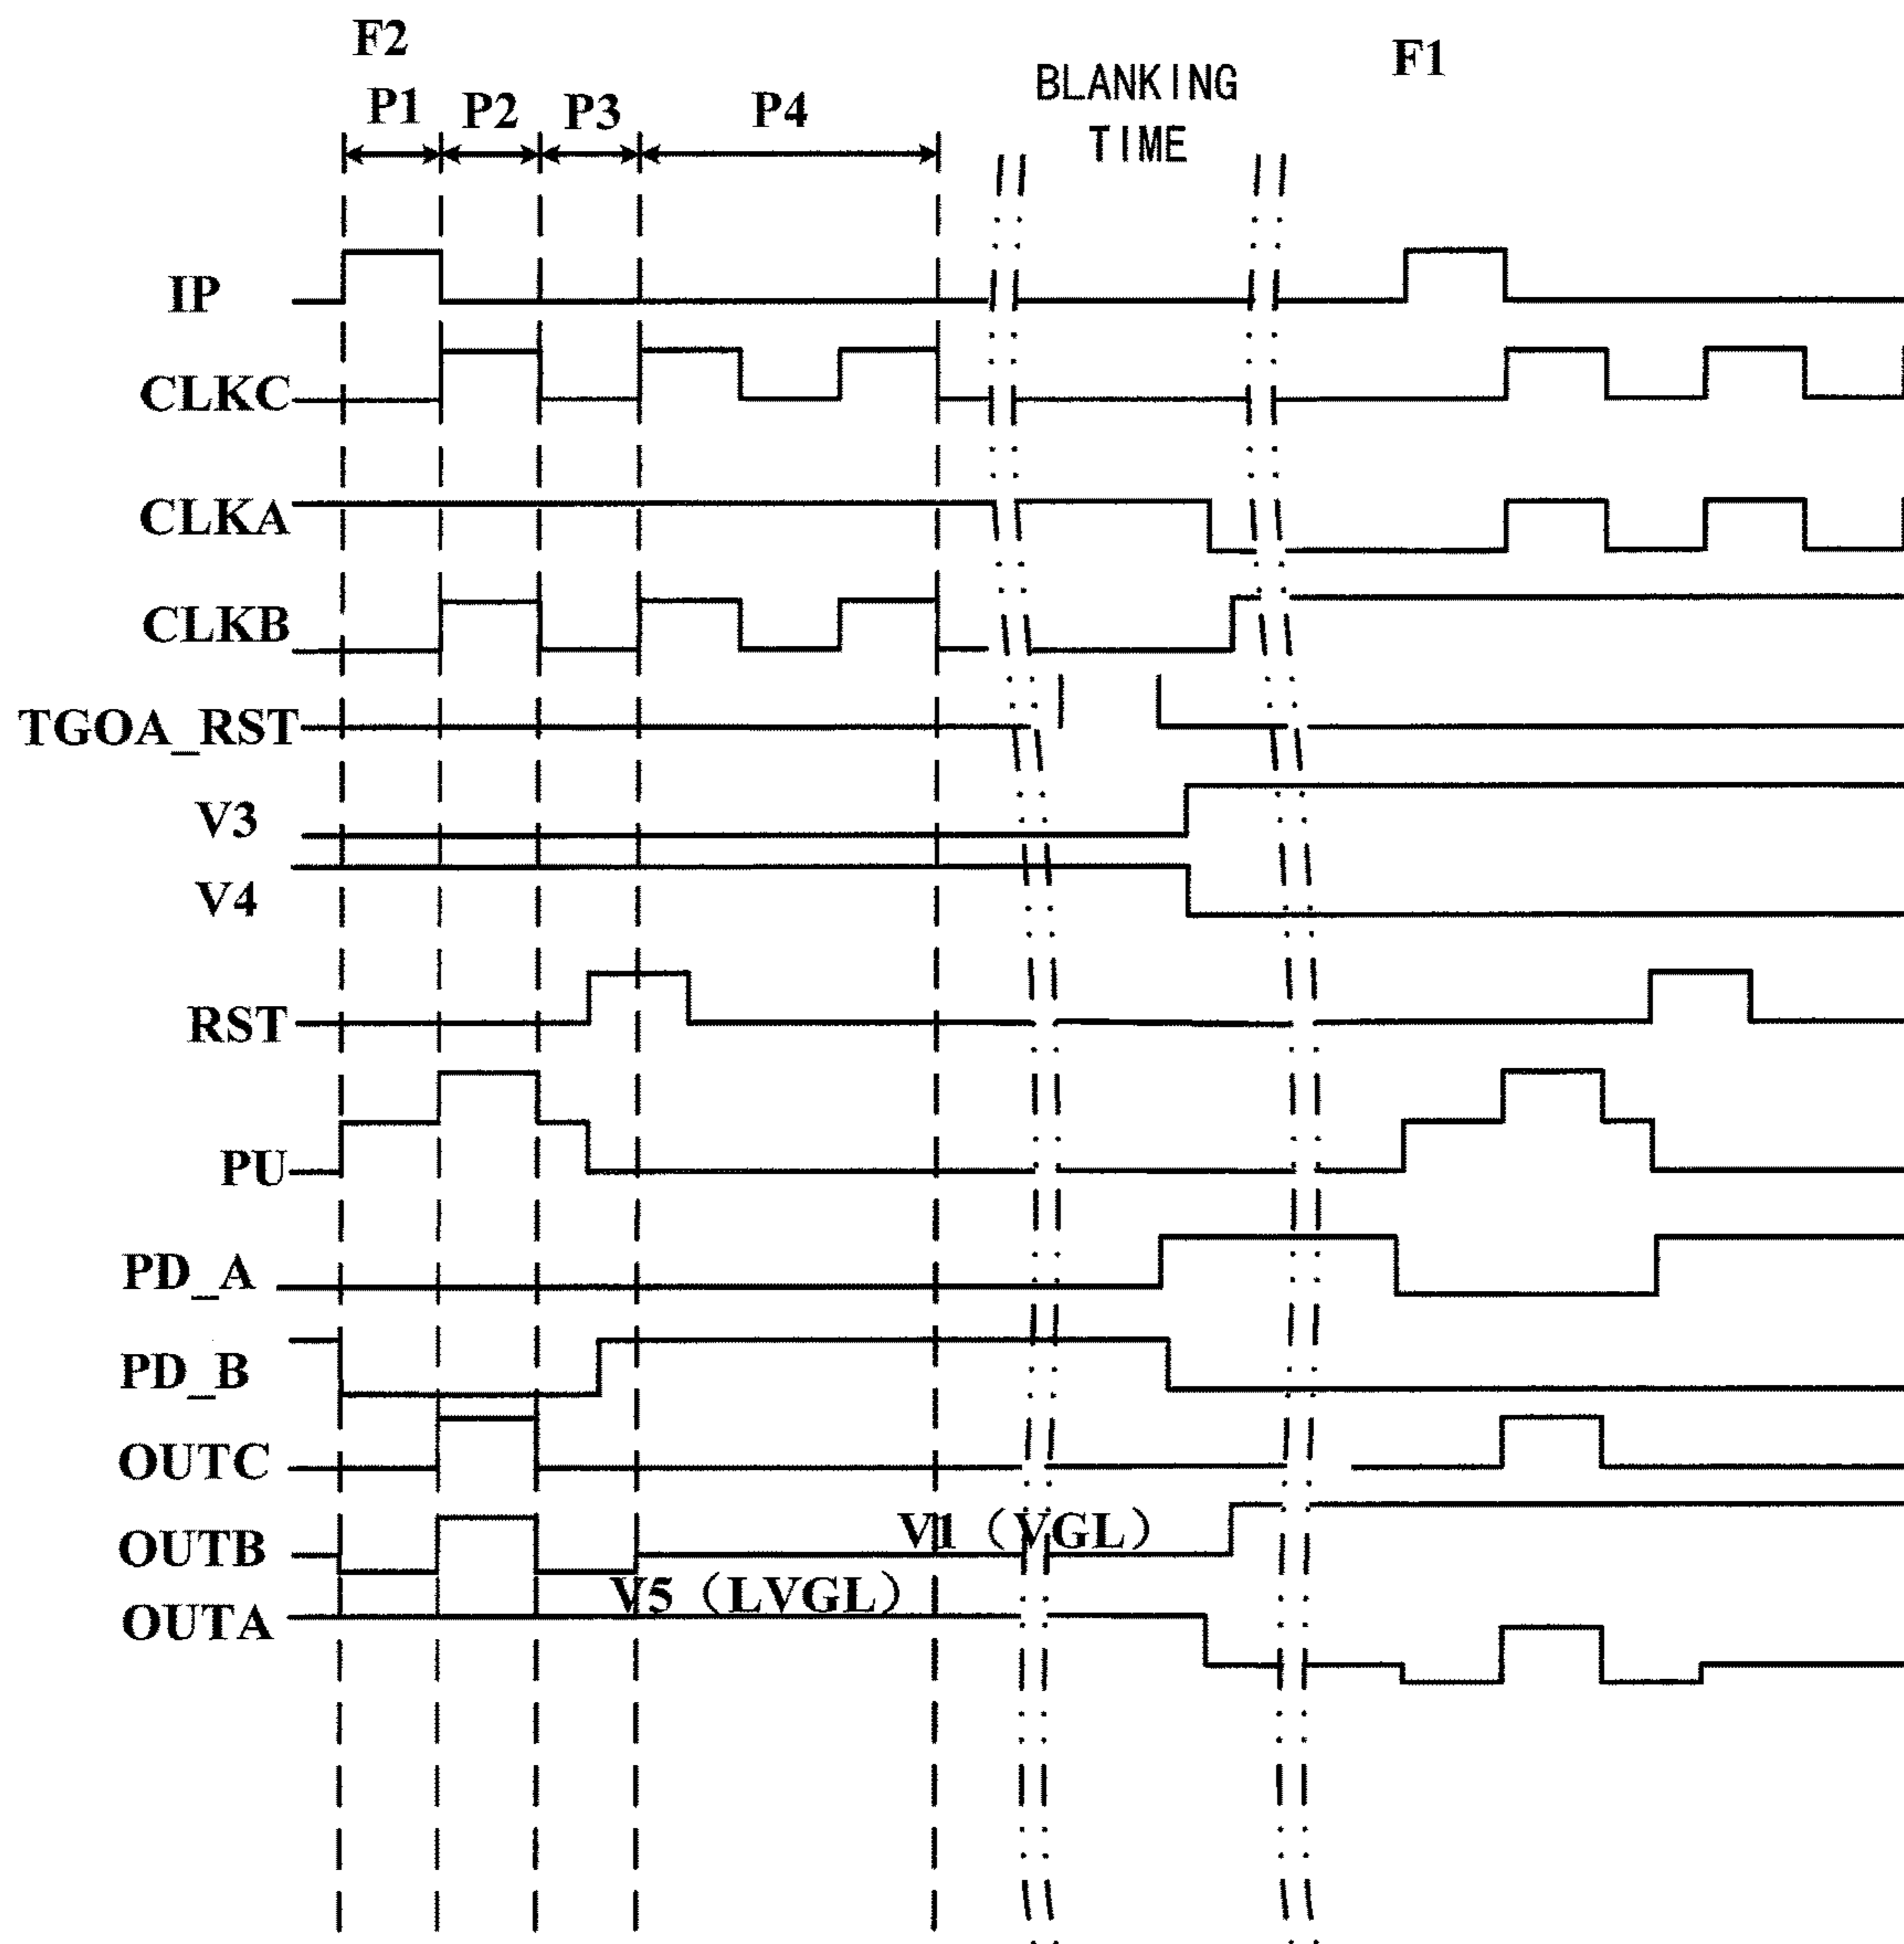 F2
F1
BLANKING
TIME
P1 P2 P3 P4
IP
CLKC
CLKA
CLKB
TGOA_RST
V3
V4
RST
PU
PD_A
PD_B
OUTC
OUTB
V1（VGL）
V5（LVGL）
OUTA